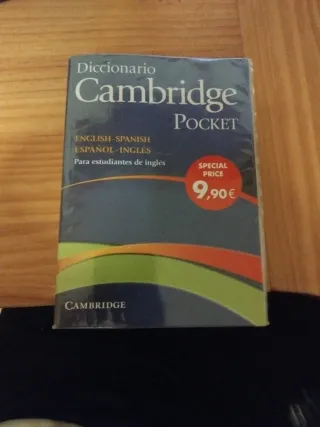 Diccionario
Cambridge
POCKET
ENGLISH-SPANISH
ESPAÑOL-INGLÉS
Para estudiantes de inglés
SPECIAL
PRICE
9,90€
CAMBRIDGE